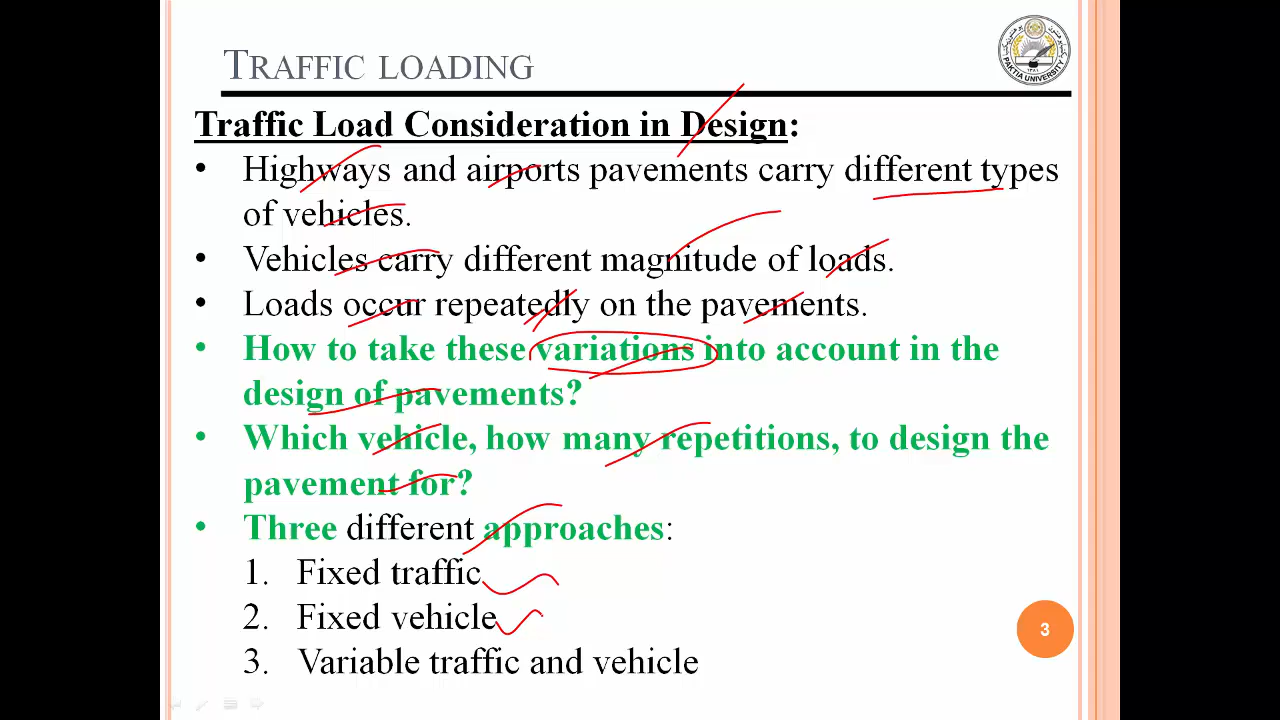 TRAFFIC LOADING
PAKTIA UNIVERSITY
Traffic Load Consideration in Design:
• Highways and airports pavements carry different types
of vehicles.
• Vehicles carry different magnitude of loads.
• Loads occur repeatedly on the pavements.
• How to take these variations into account in the
design of pavements?
• Which vehicle, how many repetitions, to design the
pavement for?
• Three different approaches:
1. Fixed traffic
2. Fixed vehicle
3. Variable traffic and vehicle
3